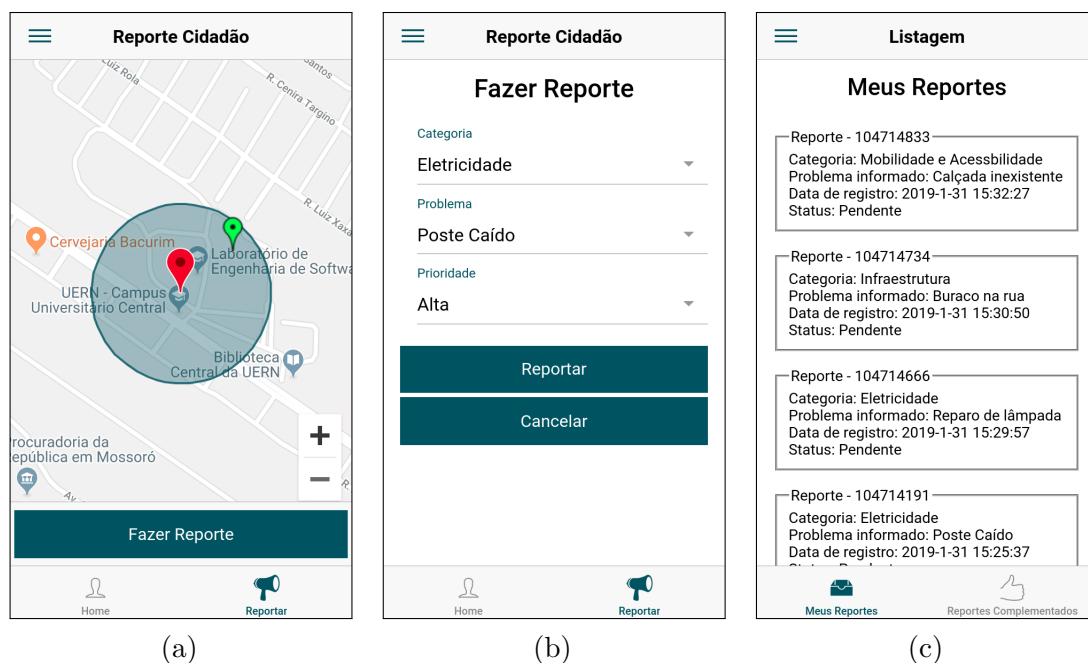 Reporte Cidadão
Luiz Rola
Santos
R. Cenira Targino
R. Luiz Xaxa
Cervejaria Bacurim
Laboratório de
Engenharia de Softwa
UERN - Campus
Universitário Central
Biblioteca
Central da UERN
rocuradoria da
epública em Mossoró
Av.
R.
+
−
Fazer Reporte
Home
Reportar
(a)
Reporte Cidadão
Fazer Reporte
Categoria
Eletricidade
Problema
Poste Caído
Prioridade
Alta
Reportar
Cancelar
Home
Reportar
(b)
Listagem
Meus Reportes
Reporte - 104714833
Categoria: Mobilidade e Acessbilidade
Problema informado: Calçada inexistente
Data de registro: 2019-1-31 15:32:27
Status: Pendente
Reporte - 104714734
Categoria: Infraestrutura
Problema informado: Buraco na rua
Data de registro: 2019-1-31 15:30:50
Status: Pendente
Reporte - 104714666
Categoria: Eletricidade
Problema informado: Reparo de lâmpada
Data de registro: 2019-1-31 15:29:57
Status: Pendente
Reporte - 104714191
Categoria: Eletricidade
Problema informado: Poste Caído
Data de registro: 2019-1-31 15:25:37
Meus Reportes
Reportes Complementados
(c)